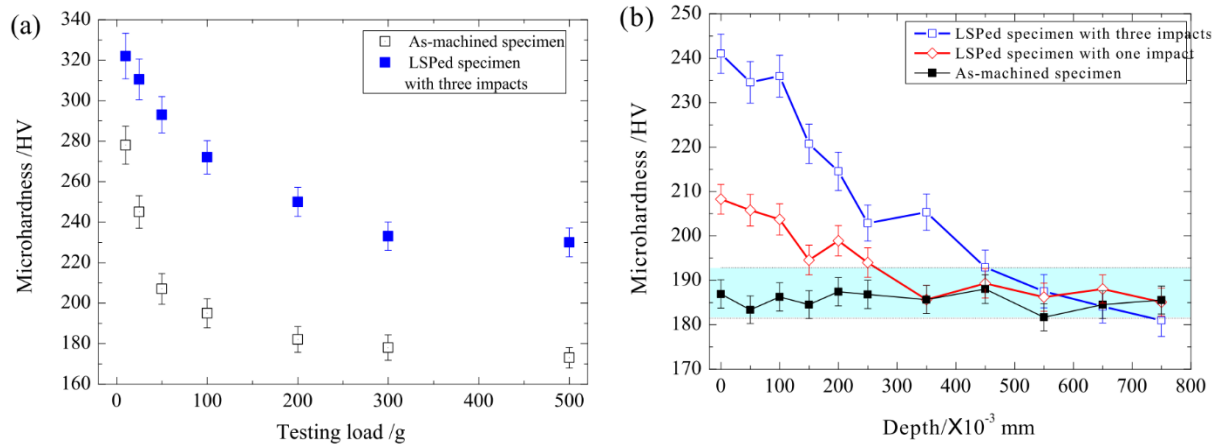 (a)
340
320
300
280
260
240
220
200
180
160
Microhardness /HV
As-machined specimen
LSPed specimen
with three impacts
0 100 200 300 400 500
Testing load /g
(b)
250
240
230
220
210
200
190
180
170
Microhardness /HV
LSPed specimen with three impacts
LSPed specimen with one impact
As-machined specimen
0 100 200 300 400 500 600 700 800
Depth/X10⁻³ mm